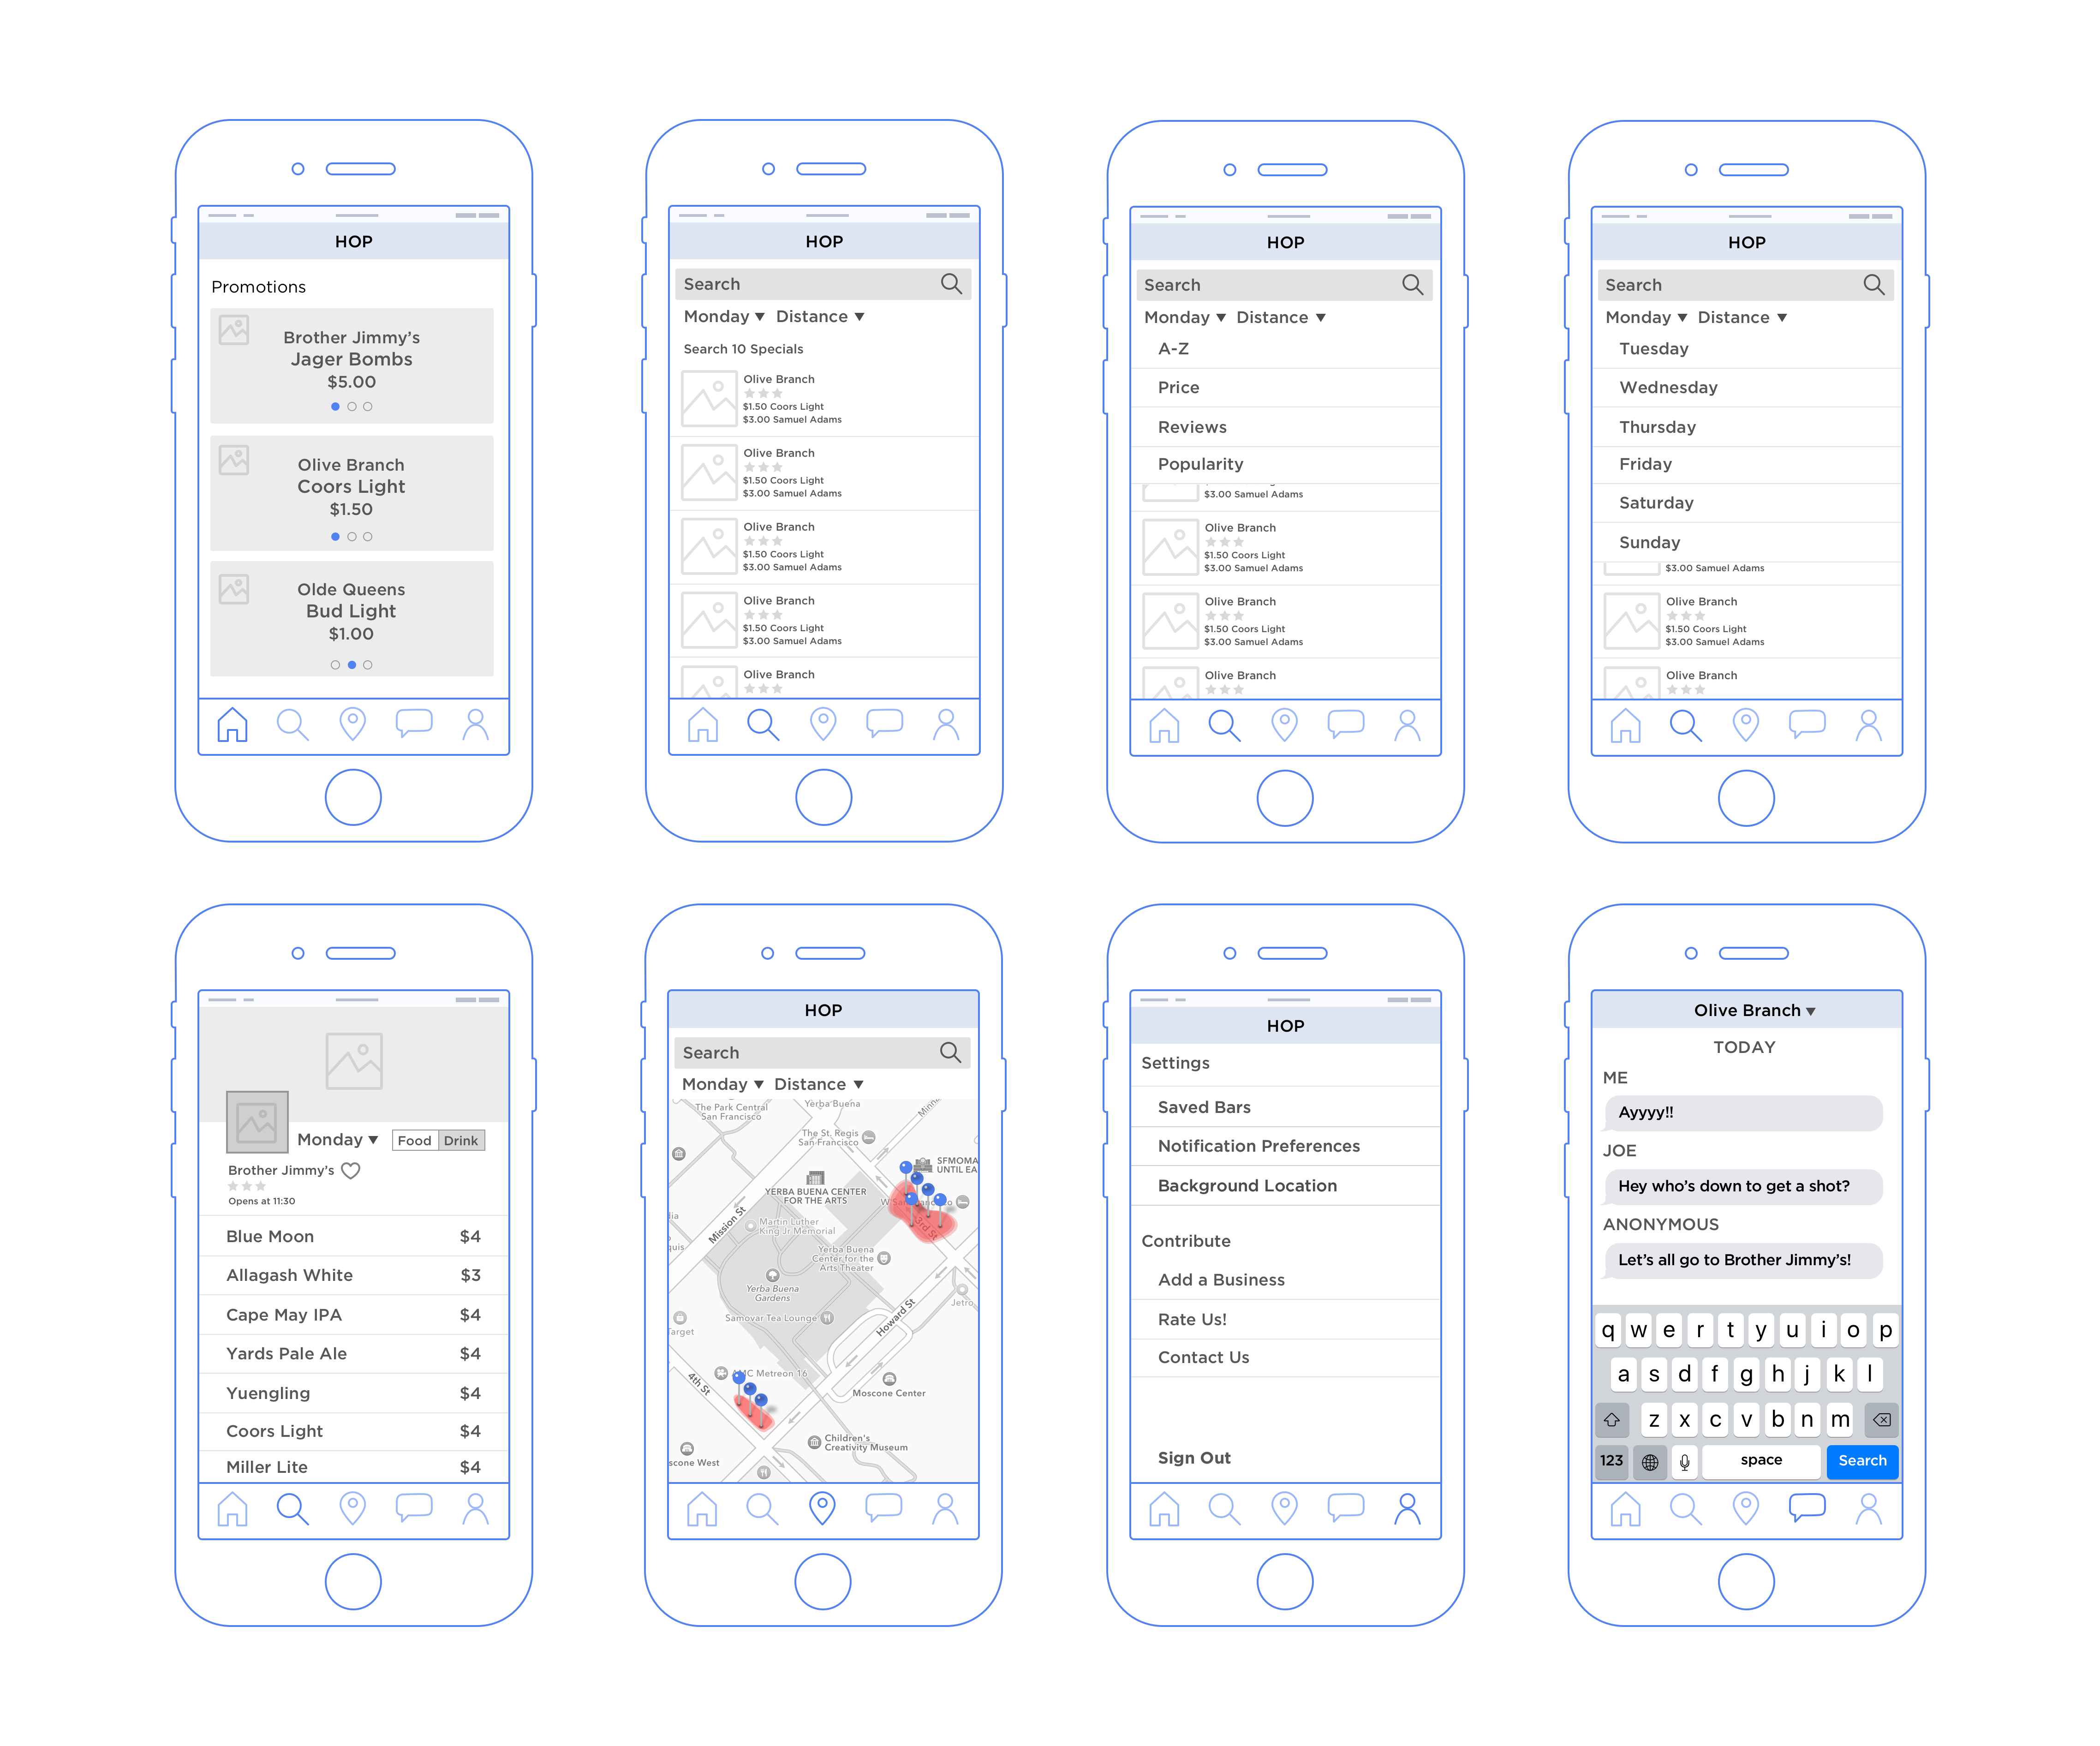 HOP
Promotions
Brother Jimmy's
Jager Bombs
$5.00
Olive Branch
Coors Light
$1.50
Olde Queens
Bud Light
$1.00
HOP
Search
Monday ▼ Distance ▼
Search 10 Specials
Olive Branch
$1.50 Coors Light
$3.00 Samuel Adams
Olive Branch
$1.50 Coors Light
$3.00 Samuel Adams
Olive Branch
$1.50 Coors Light
$3.00 Samuel Adams
Olive Branch
$1.50 Coors Light
$3.00 Samuel Adams
Olive Branch
HOP
Search
Monday ▼ Distance ▼
A-Z
Price
Reviews
Popularity
$3.00 Samuel Adams
Olive Branch
$1.50 Coors Light
$3.00 Samuel Adams
Olive Branch
$1.50 Coors Light
$3.00 Samuel Adams
Olive Branch
HOP
Search
Monday ▼ Distance ▼
Tuesday
Wednesday
Thursday
Friday
Saturday
Sunday
$3.00 Samuel Adams
Olive Branch
$1.50 Coors Light
$3.00 Samuel Adams
Olive Branch
Monday ▼ Food Drink
Brother Jimmy's
Opens at 11:30
Blue Moon $4
Allagash White $3
Cape May IPA $4
Yards Pale Ale $4
Yuengling $4
Coors Light $4
Miller Lite $4
HOP
Search
Monday ▼ Distance ▼
The Park Central
San Francisco
Yerba Buena
Minn
The St. Regis
San Francisco
SFMOMA
UNTIL EA
YERBA BUENA CENTER
FOR THE ARTS
3rd St
Mission St
Martin Luther
King Jr Memorial
Yerba Buena
Center for the
Arts Theater
Yerba Buena
Gardens
Samovar Tea Lounge
Howard St
Jetro
arget
AMC Metreon 16
4th St
Moscone Center
Children's
Creativity Museum
scone West
HOP
Settings
Saved Bars
Notification Preferences
Background Location
Contribute
Add a Business
Rate Us!
Contact Us
Sign Out
Olive Branch ▼
TODAY
ME
Ayyyy!!
JOE
Hey who's down to get a shot?
ANONYMOUS
Let's all go to Brother Jimmy's!
q w e r t y u i o p
a s d f g h j k l
z x c v b n m
123 space Search